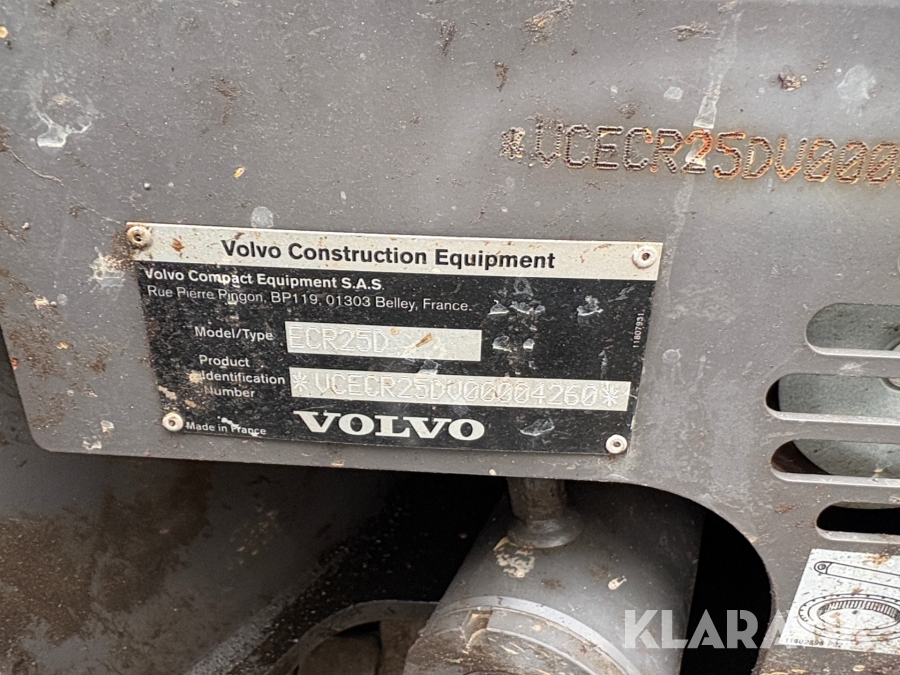 *VCECR25DV000
Volvo Construction Equipment
Volvo Compact Equipment S.A.S
Rue Pierre Pingon, BP119, 01303 Belley, France.
Model/Type ECR25D
Product
Identification
Number
*VCECR25DV00004260*
VOLVO
Made in France
11807931
KLARA